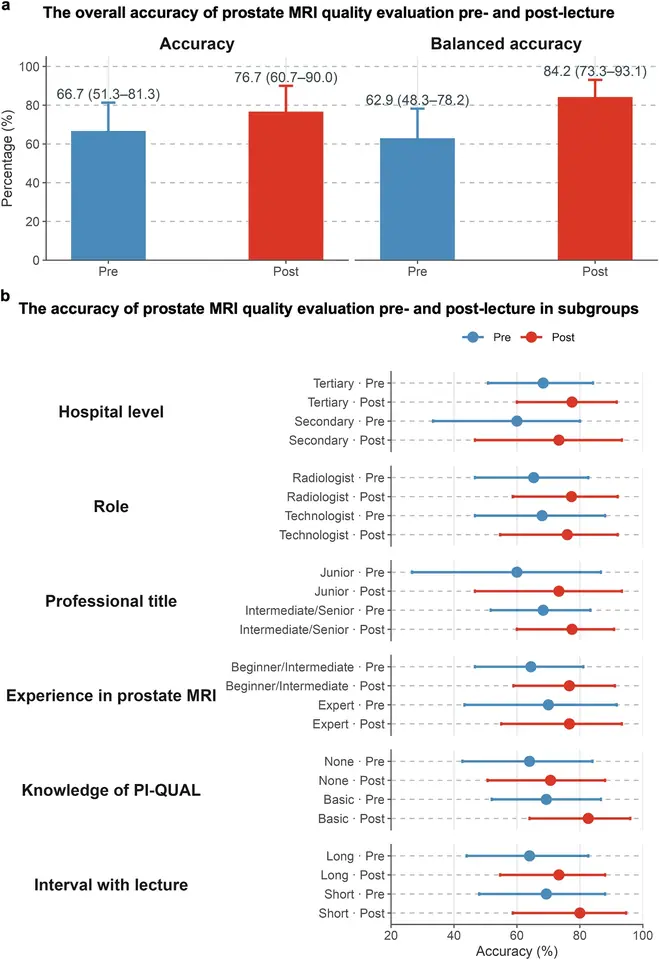 a
The overall accuracy of prostate MRI quality evaluation pre- and post-lecture
Accuracy
Balanced accuracy
Percentage (%)
100
80
60
40
20
0
66.7 (51.3–81.3)
76.7 (60.7–90.0)
62.9 (48.3–78.2)
84.2 (73.3–93.1)
Pre
Post
Pre
Post
b
The accuracy of prostate MRI quality evaluation pre- and post-lecture in subgroups
Pre
Post
Hospital level
Tertiary · Pre
Tertiary · Post
Secondary · Pre
Secondary · Post
Role
Radiologist · Pre
Radiologist · Post
Technologist · Pre
Technologist · Post
Professional title
Junior · Pre
Junior · Post
Intermediate/Senior · Pre
Intermediate/Senior · Post
Experience in prostate MRI
Beginner/Intermediate · Pre
Beginner/Intermediate · Post
Expert · Pre
Expert · Post
Knowledge of PI-QUAL
None · Pre
None · Post
Basic · Pre
Basic · Post
Interval with lecture
Long · Pre
Long · Post
Short · Pre
Short · Post
20
40
60
80
100
Accuracy (%)